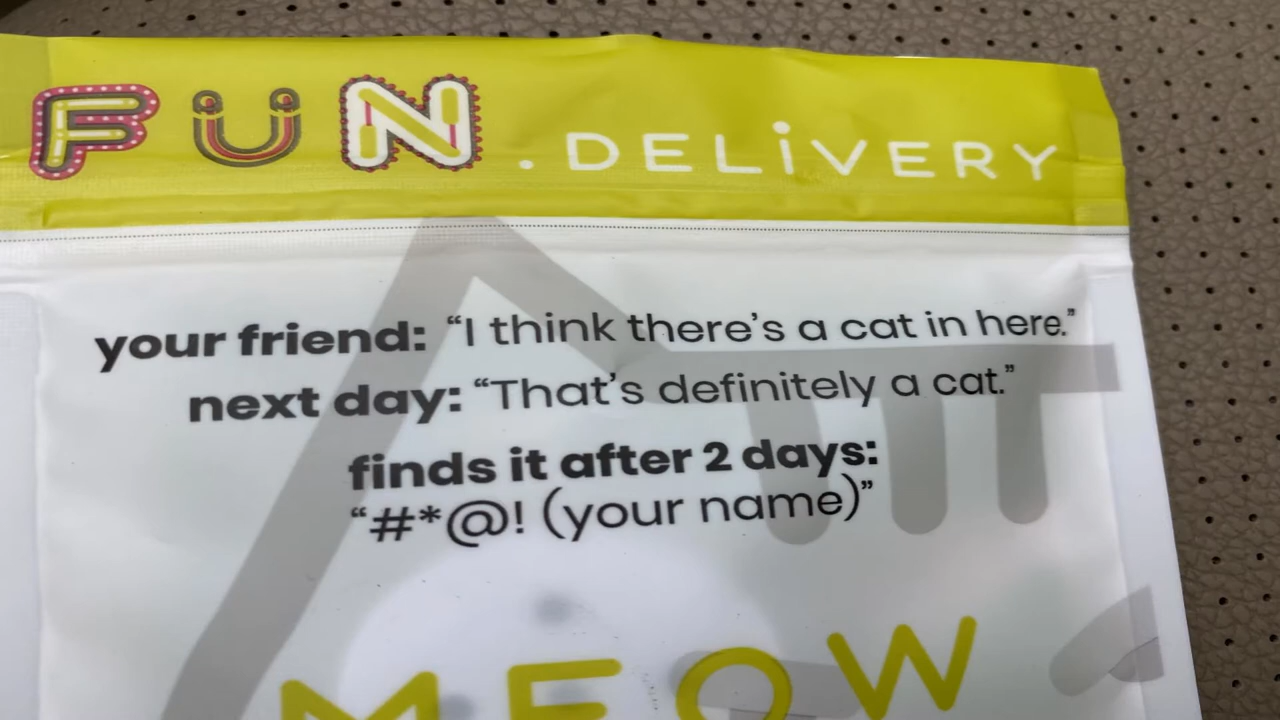 FUN.DELiVERY
your friend: “I think there’s a cat in here.”
next day: “That’s definitely a cat.”
finds it after 2 days:
“#*@! (your name)”
MEOW